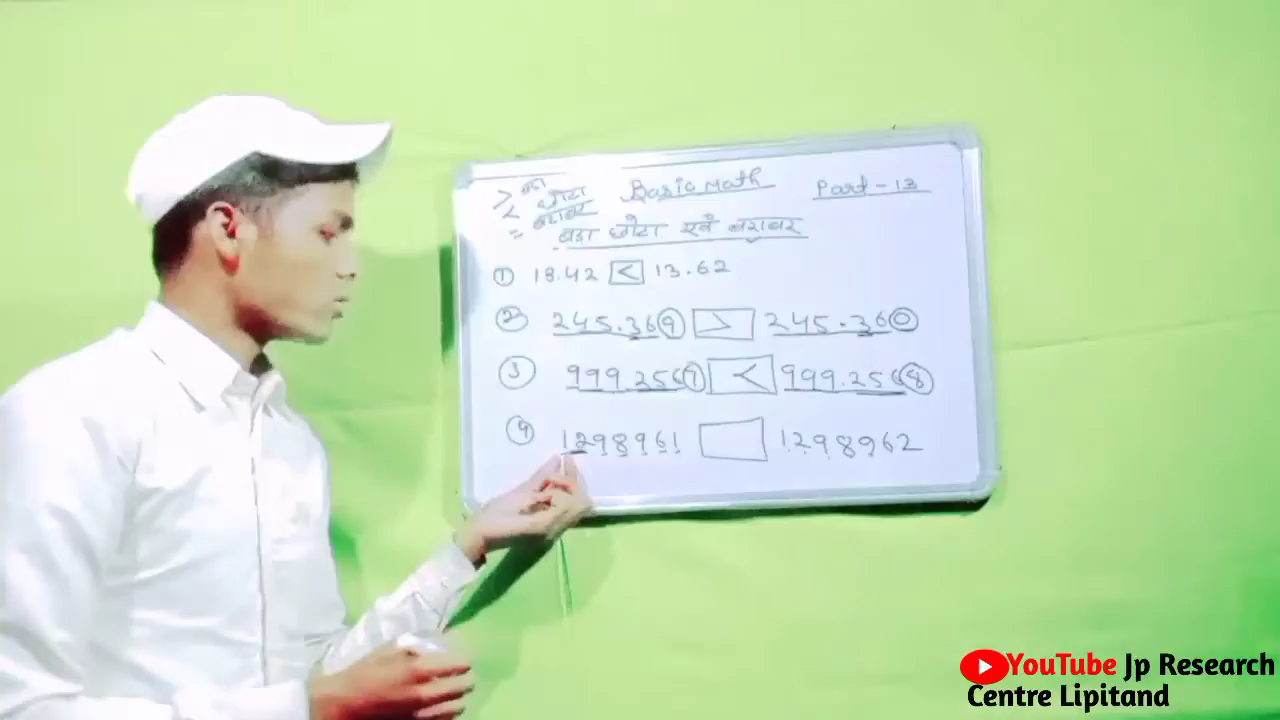 > बड़ा
< छोटा
= बराबर
Basic Math
Part - 13
बड़ा छोटा एवं बराबर
① 13.42 < 13.62
② 245.369 > 245.360
③ 999.2567 < 999.2568
④ 1298961 1298962
YouTube Jp Research
Centre Lipitand